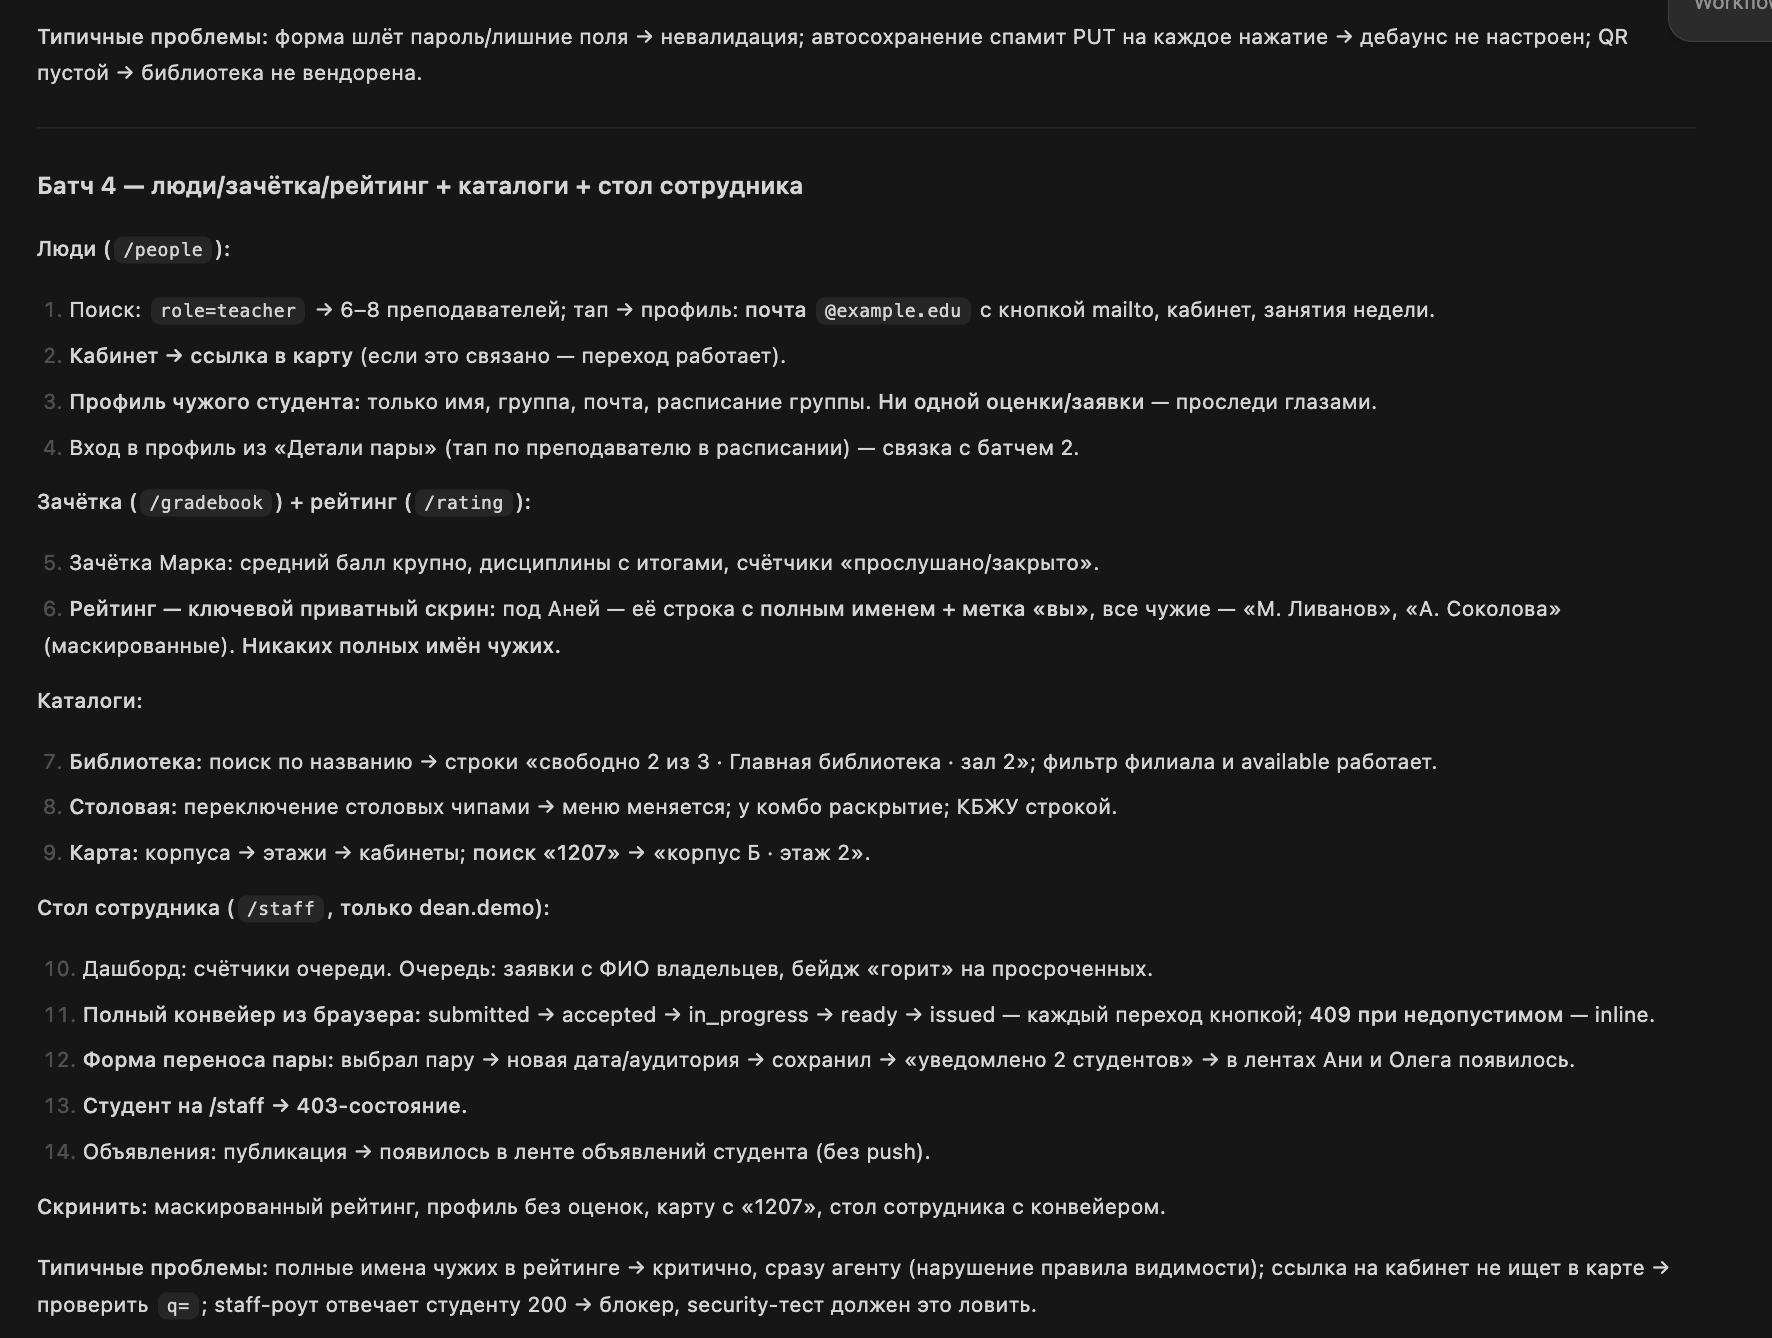 Workflo
Типичные проблемы: форма шлёт пароль/лишние поля → невалидация; автосохранение спамит PUT на каждое нажатие → дебаунс не настроен; QR
пустой → библиотека не вендорена.
Батч 4 — люди/зачётка/рейтинг + каталоги + стол сотрудника
Люди ( /people ):
1. Поиск: role=teacher → 6–8 преподавателей; тап → профиль: почта @example.edu с кнопкой mailto, кабинет, занятия недели.
2. Кабинет → ссылка в карту (если это связано — переход работает).
3. Профиль чужого студента: только имя, группа, почта, расписание группы. Ни одной оценки/заявки — проследи глазами.
4. Вход в профиль из «Детали пары» (тап по преподавателю в расписании) — связка с батчем 2.
Зачётка ( /gradebook ) + рейтинг ( /rating ):
5. Зачётка Марка: средний балл крупно, дисциплины с итогами, счётчики «прослушано/закрыто».
6. Рейтинг — ключевой приватный скрин: под Аней — её строка с полным именем + метка «вы», все чужие — «М. Ливанов», «А. Соколова»
(маскированные). Никаких полных имён чужих.
Каталоги:
7. Библиотека: поиск по названию → строки «свободно 2 из 3 · Главная библиотека · зал 2»; фильтр филиала и available работает.
8. Столовая: переключение столовых чипами → меню меняется; у комбо раскрытие; КБЖУ строкой.
9. Карта: корпуса → этажи → кабинеты; поиск «1207» → «корпус Б · этаж 2».
Стол сотрудника ( /staff , только dean.demo):
10. Дашборд: счётчики очереди. Очередь: заявки с ФИО владельцев, бейдж «горит» на просроченных.
11. Полный конвейер из браузера: submitted → accepted → in_progress → ready → issued — каждый переход кнопкой; 409 при недопустимом — inline.
12. Форма переноса пары: выбрал пару → новая дата/аудитория → сохранил → «уведомлено 2 студентов» → в лентах Ани и Олега появилось.
13. Студент на /staff → 403-состояние.
14. Объявления: публикация → появилось в ленте объявлений студента (без push).
Скринить: маскированный рейтинг, профиль без оценок, карту с «1207», стол сотрудника с конвейером.
Типичные проблемы: полные имена чужих в рейтинге → критично, сразу агенту (нарушение правила видимости); ссылка на кабинет не ищет в карте →
проверить q= ; staff-роут отвечает студенту 200 → блокер, security-тест должен это ловить.